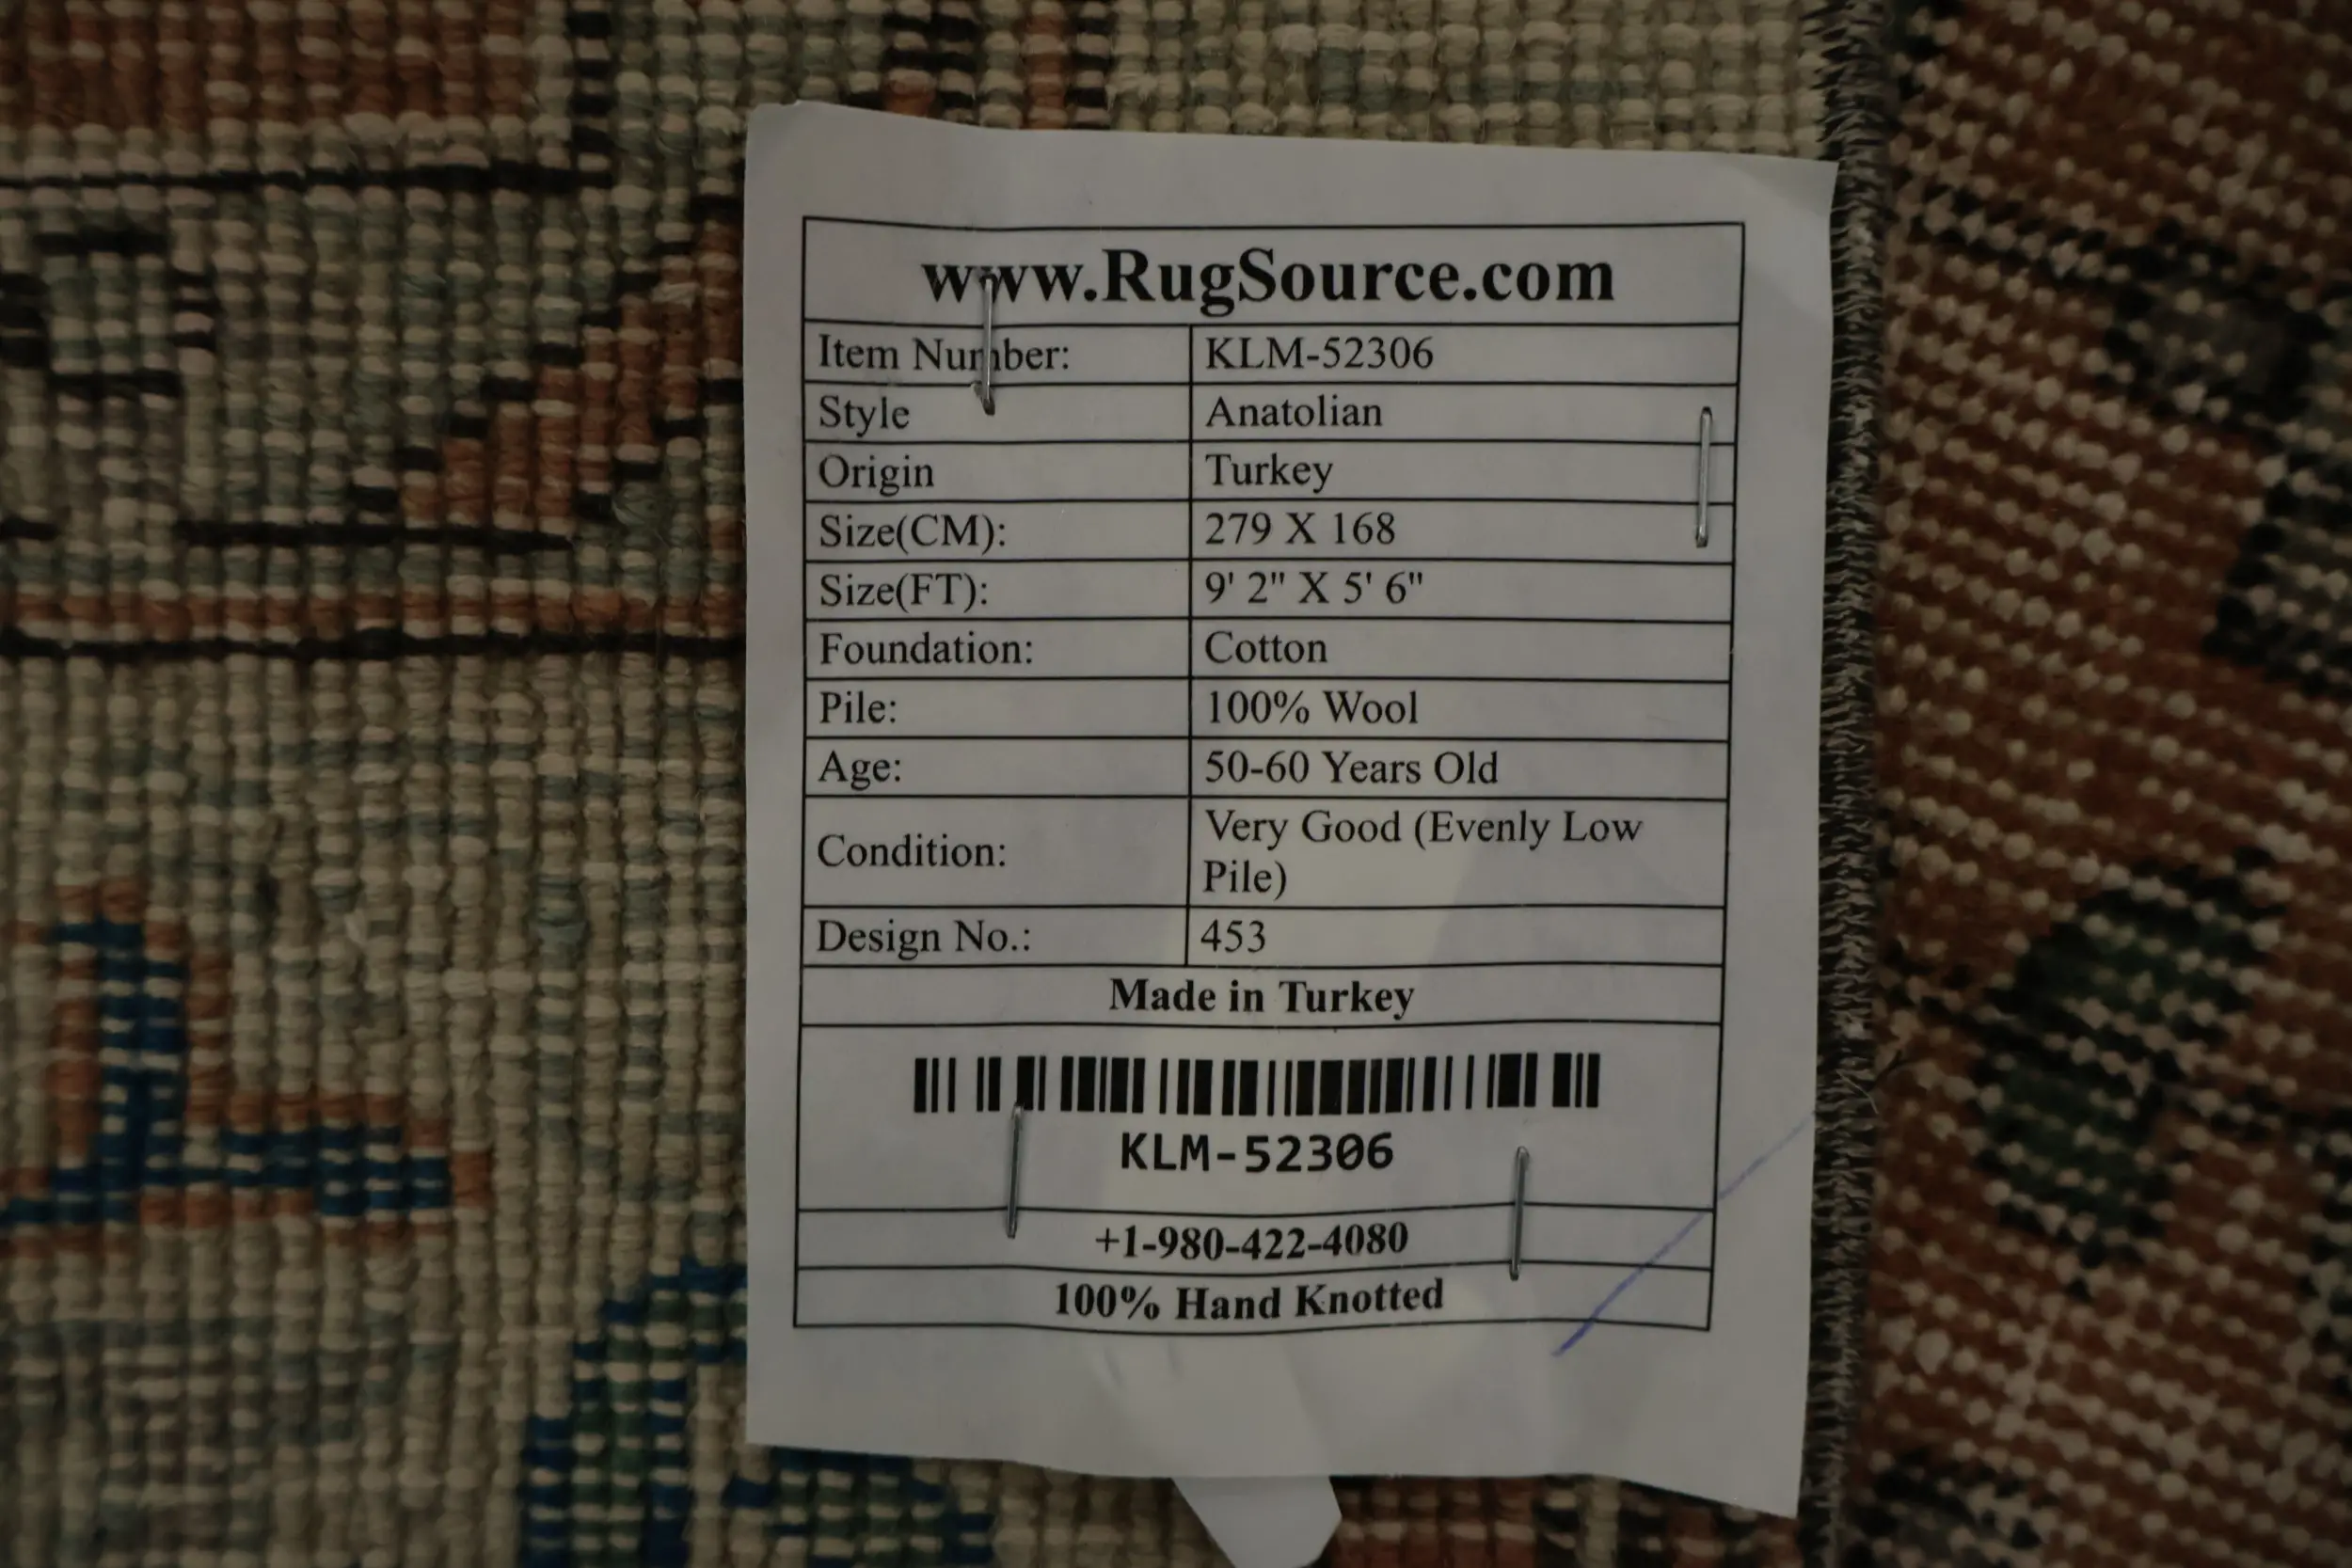 www.RugSource.com
Item Number: KLM-52306
Style Anatolian
Origin Turkey
Size(CM): 279 X 168
Size(FT): 9' 2" X 5' 6"
Foundation: Cotton
Pile: 100% Wool
Age: 50-60 Years Old
Condition: Very Good (Evenly Low
Pile)
Design No.: 453
Made in Turkey
KLM-52306
+1-980-422-4080
100% Hand Knotted